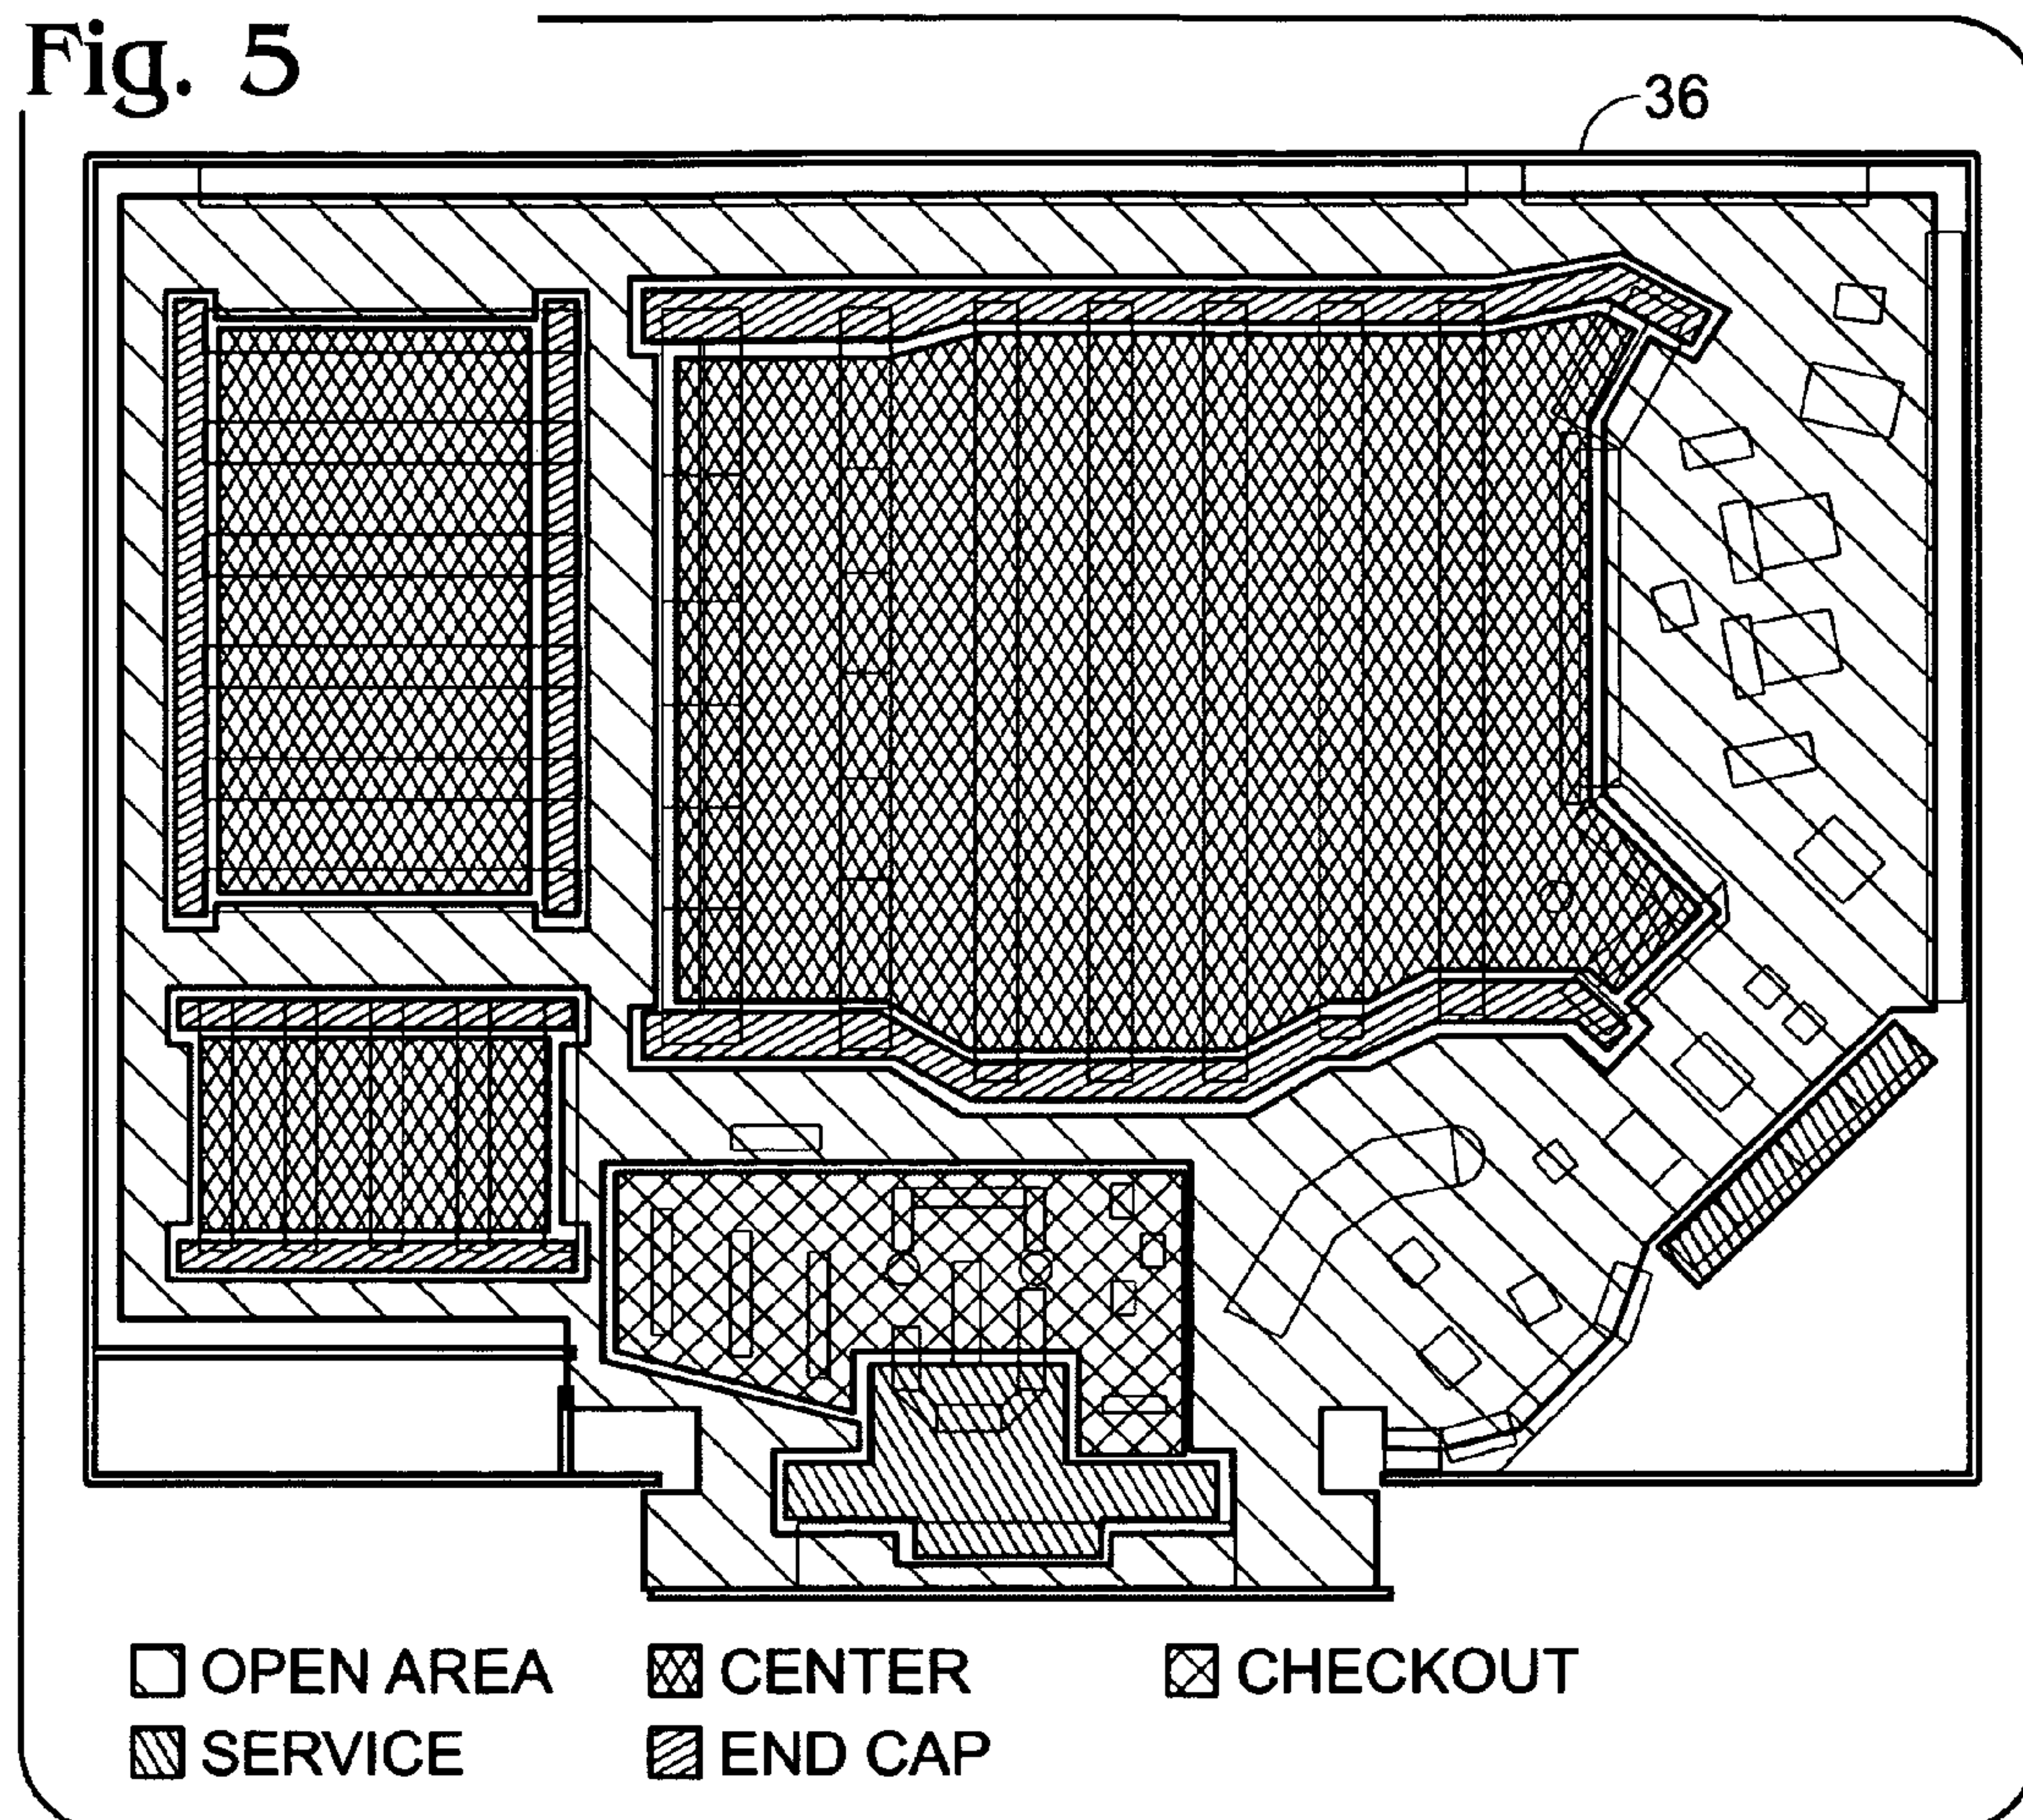 Fig. 5
36
OPEN AREA
CENTER
CHECKOUT
SERVICE
END CAP